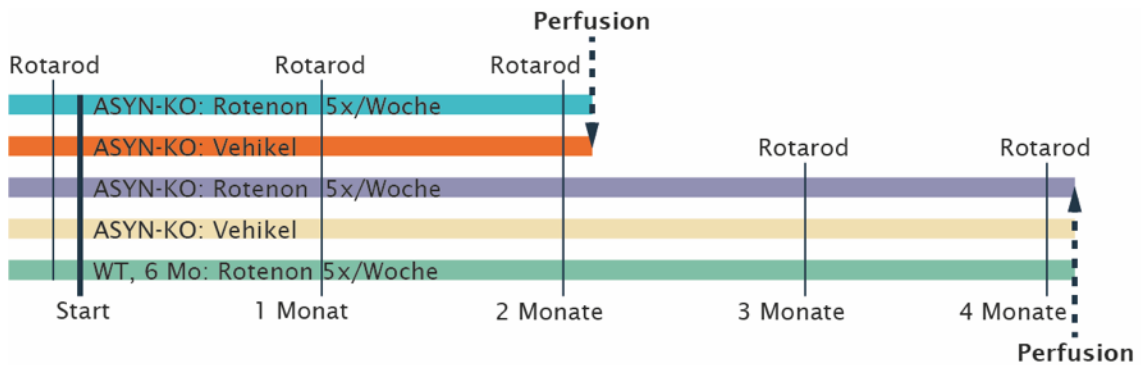 Perfusion
Rotarod Rotarod Rotarod
ASYN-KO: Rotenon 5x/Woche
ASYN-KO: Vehikel
Rotarod Rotarod
ASYN-KO: Rotenon 5x/Woche
ASYN-KO: Vehikel
WT, 6 Mo: Rotenon 5x/Woche
Start 1 Monat 2 Monate 3 Monate 4 Monate
Perfusion